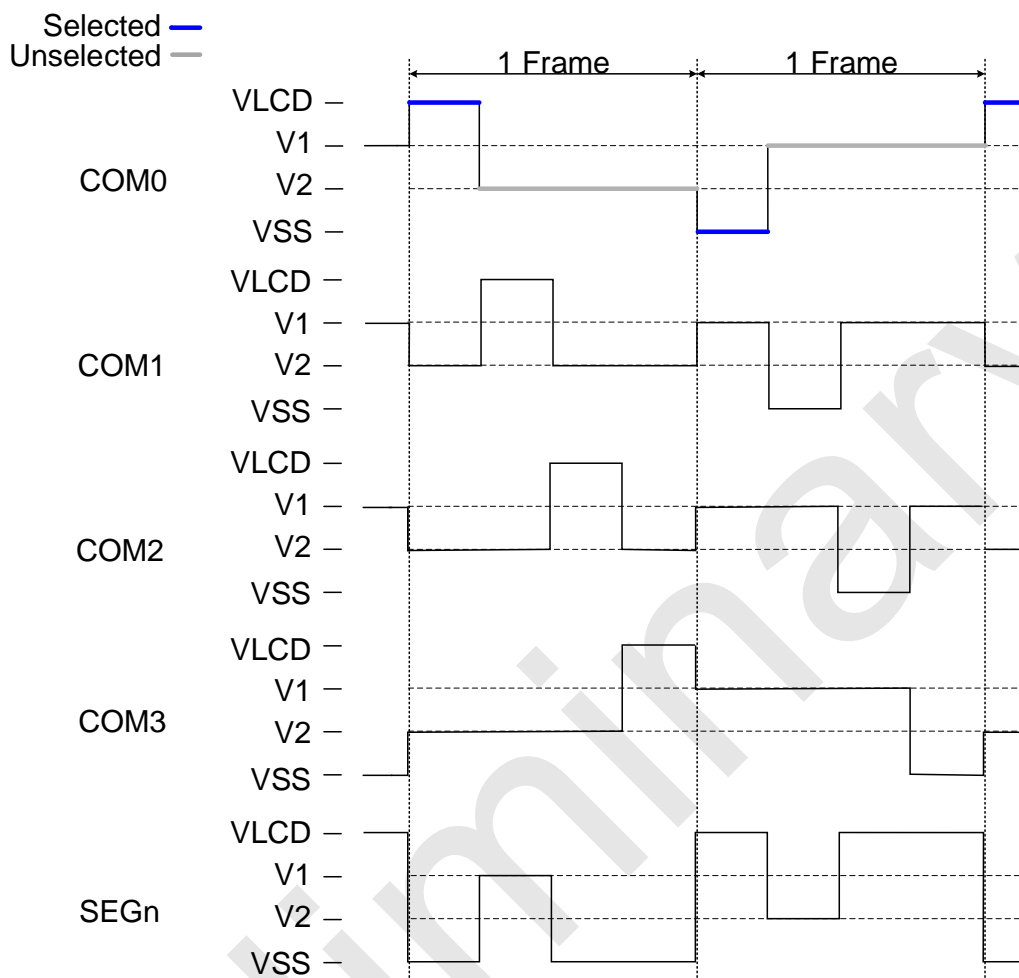 Selected
Unselected
1 Frame 1 Frame
VLCD
V1
COM0
V2
VSS
VLCD
V1
COM1
V2
VSS
VLCD
V1
COM2
V2
VSS
VLCD
V1
COM3
V2
VSS
VLCD
V1
SEGn
V2
VSS
liminary